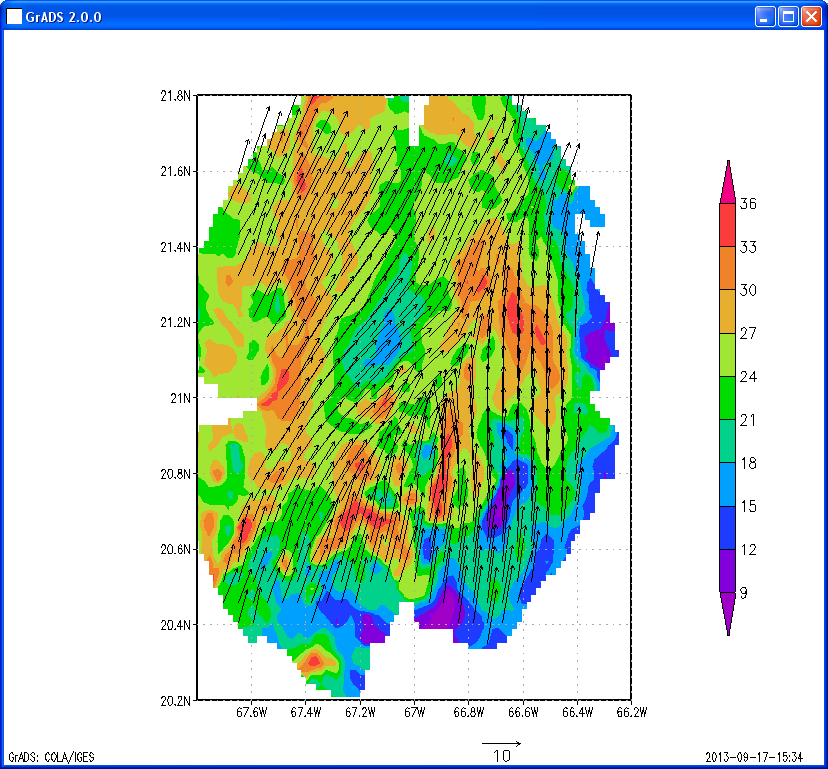 GrADS 2.0.0
21.8N
21.6N
21.4N
21.2N
21N
20.8N
20.6N
20.4N
20.2N
67.6W 67.4W 67.2W 67W 66.8W 66.6W 66.4W 66.2W
36
33
30
27
24
21
18
15
12
9
10
GrADS: COLA/IGES
2013-09-17-15:34